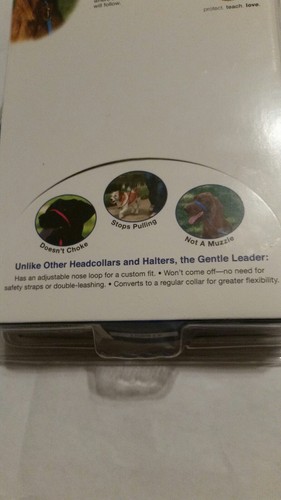 will follow.
protect. teach. love.
Doesn't Choke
Stops Pulling
Not A Muzzle
Unlike Other Headcollars and Halters, the Gentle Leader:
Has an adjustable nose loop for a custom fit. • Won't come off—no need for
safety straps or double-leashing. • Converts to a regular collar for greater flexibility.